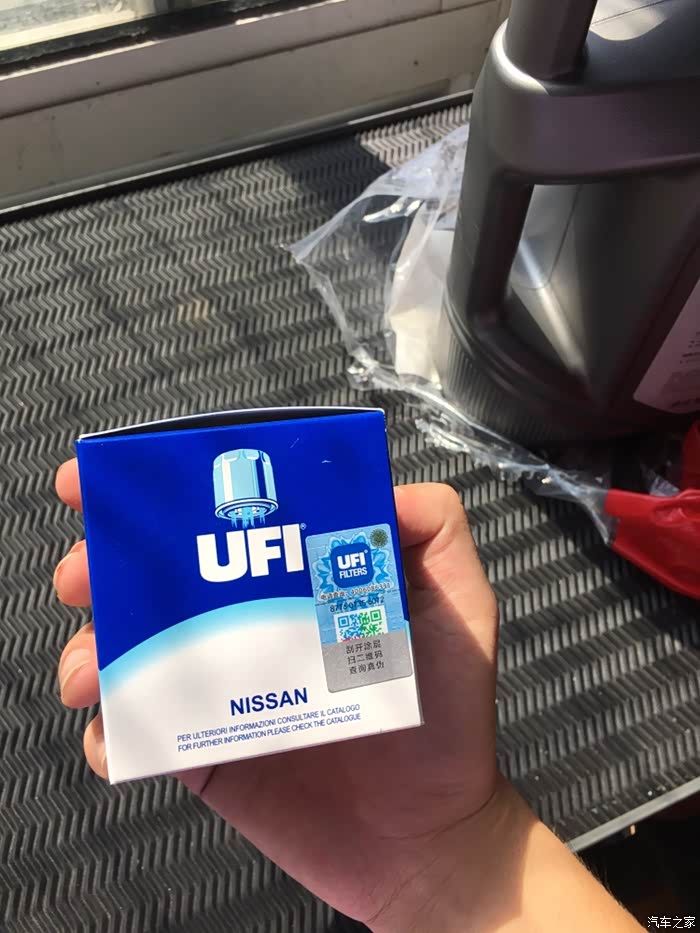 UFI®
UFI
FILTERS
刮开涂层
扫二维码
查询真伪
NISSAN
PER ULTERIORI INFORMAZIONI CONSULTARE IL CATALOGO
FOR FURTHER INFORMATION PLEASE CHECK THE CATALOGUE
汽车之家